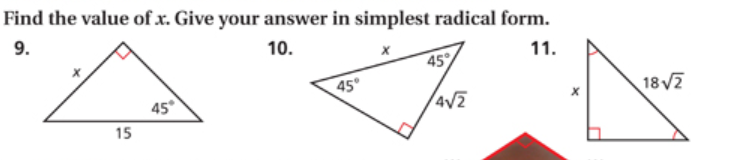 Find the value of x. Give your answer in simplest radical form.
9.
x
45°
15
10.
x
45°
45°
4√2
11.
x
18√2